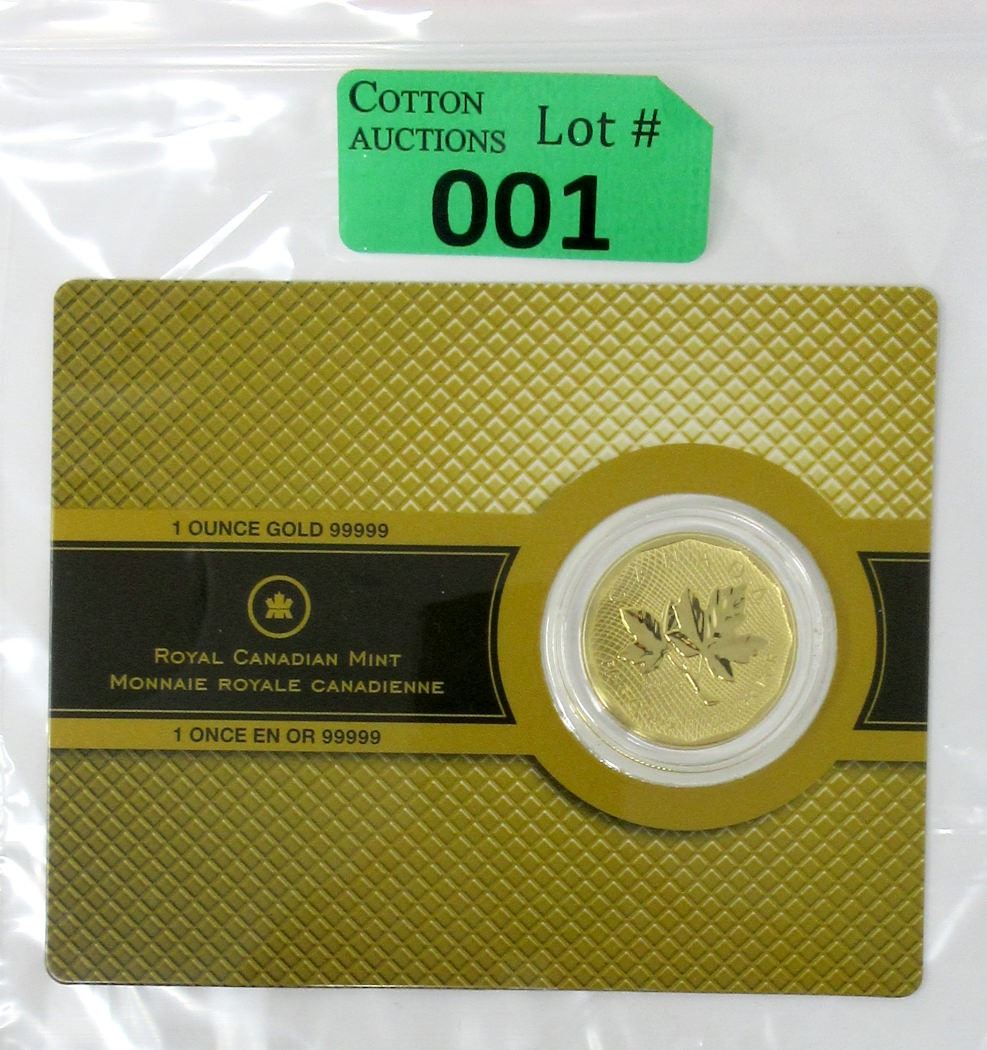 COTTON
AUCTIONS
Lot #
001
1 OUNCE GOLD 99999
ROYAL CANADIAN MINT
MONNAIE ROYALE CANADIENNE
1 ONCE EN OR 99999
CANADA